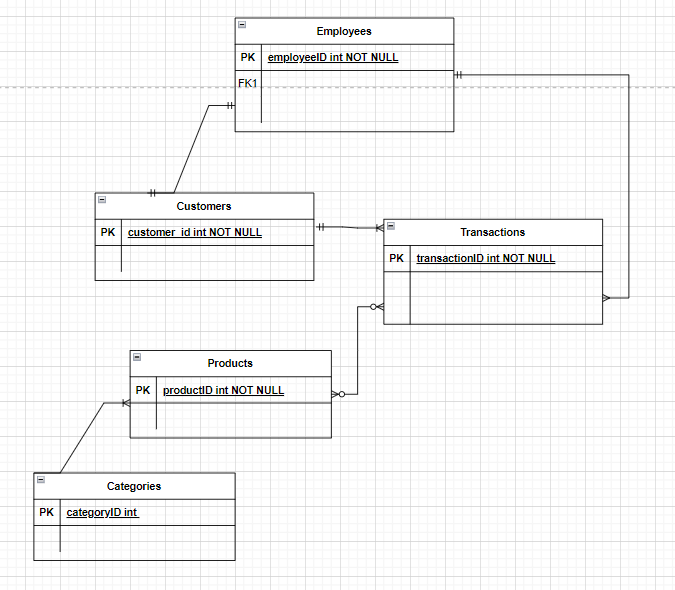 Employees
PK employeeID int NOT NULL
FK1
Customers
PK customer_id int NOT NULL
Transactions
PK transactionID int NOT NULL
Products
PK productID int NOT NULL
Categories
PK categoryID int